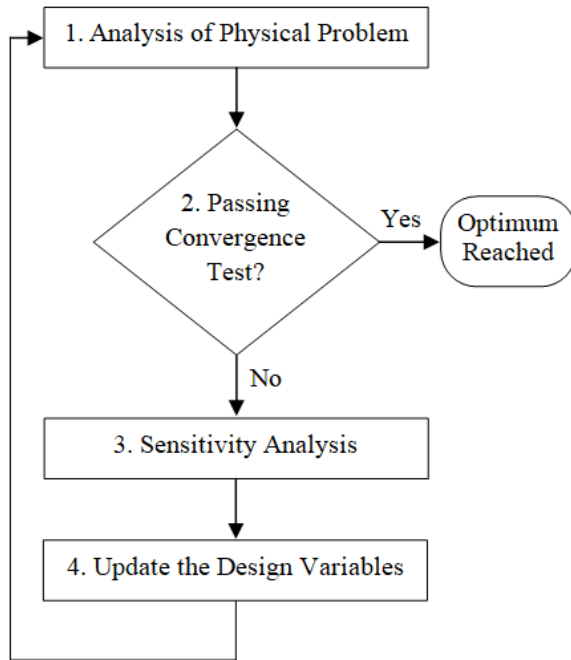 1. Analysis of Physical Problem
2. Passing
Convergence
Test?
Yes
Optimum
Reached
No
3. Sensitivity Analysis
4. Update the Design Variables